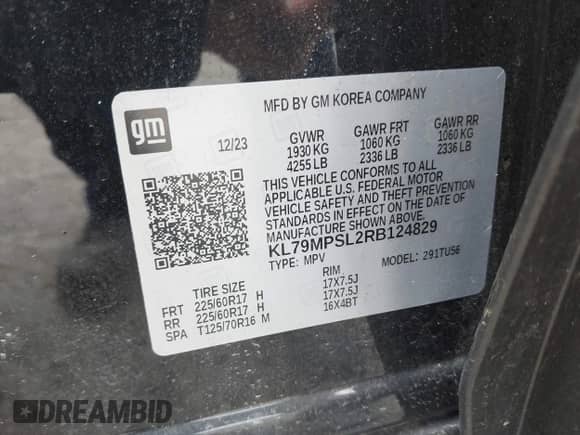 gm
MFD BY GM KOREA COMPANY
12/23 GVWR GAWR FRT GAWR RR
1930 KG 1060 KG 1060 KG
4255 LB 2336 LB 2336 LB
THIS VEHICLE CONFORMS TO ALL
APPLICABLE U.S. FEDERAL MOTOR
VEHICLE SAFETY AND THEFT PREVENTION
STANDARDS IN EFFECT ON THE DATE OF
MANUFACTURE SHOWN ABOVE.
KL79MPSL2RB124829
TYPE: MPV MODEL: 291TU56
TIRE SIZE RIM
FRT 225/60R17 H 17X7.5J
RR 225/60R17 H 17X7.5J
SPA T125/70R16 M 16X4BT
DREAMBID